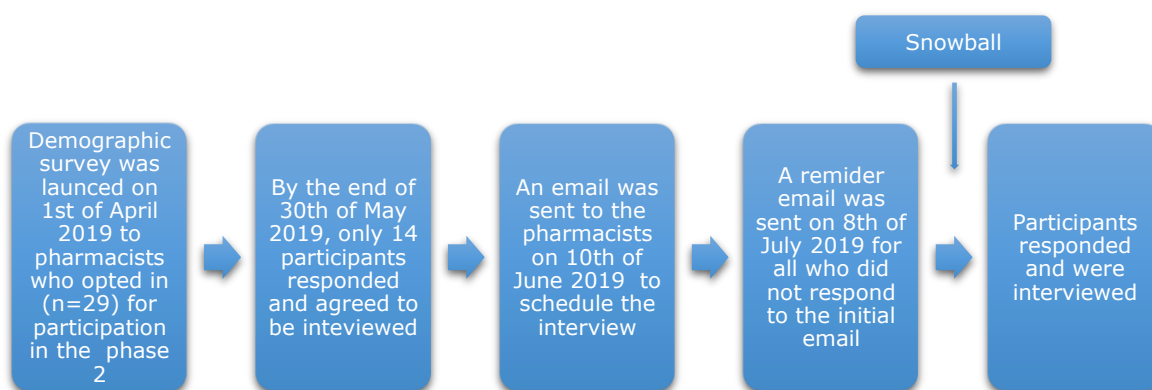 Snowball
Demographic
survey was
launced on
1st of April
2019 to
pharmacists
who opted in
(n=29) for
participation
in the phase
2
By the end of
30th of May
2019, only 14
participants
responded
and agreed to
be inteviewed
An email was
sent to the
pharmacists
on 10th of
June 2019 to
schedule the
interview
A remider
email was
sent on 8th of
July 2019 for
all who did
not respond
to the initial
email
Participants
responded
and were
interviewed